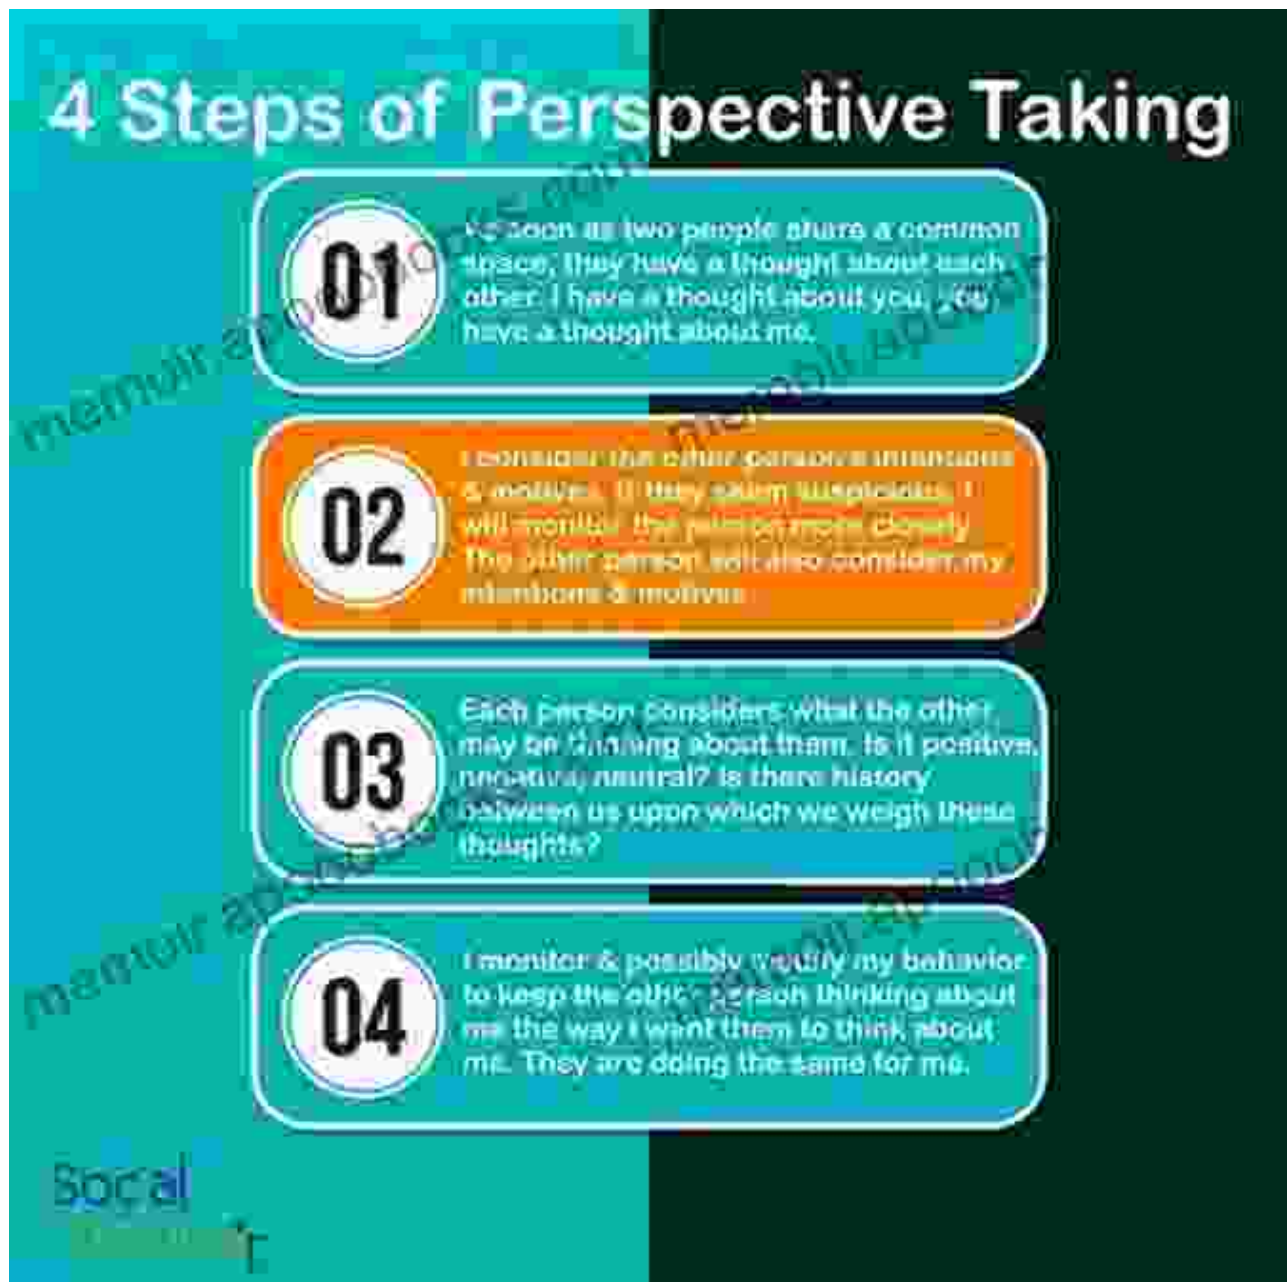 4 Steps of Perspective Taking
01
As soon as two people share a common
space, they have a thought about each
other. I have a thought about you, you
have a thought about me.
02
I consider the other person's intentions
& motives. If they seem suspicious, I
will monitor the person more closely.
The other person will also consider my
intentions & motives.
03
Each person considers what the other
may be thinking about them. Is it positive,
negative, neutral? Is there history
between us upon which we weigh these
thoughts?
04
I monitor & possibly modify my behavior
to keep the other person thinking about
me the way I want them to think about
me. They are doing the same for me.
Social